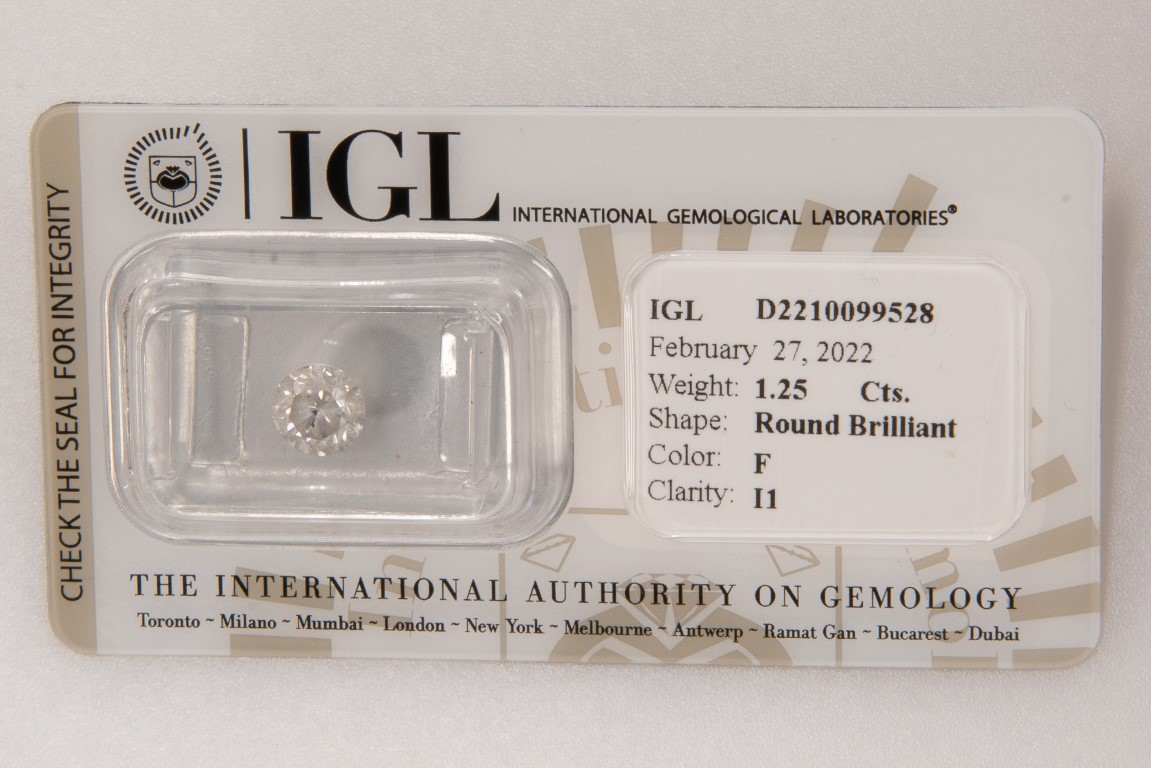 CHECK THE SEAL FOR INTEGRITY
IGL
INTERNATIONAL GEMOLOGICAL LABORATORIES®
IGL D2210099528
February 27, 2022
Weight: 1.25 Cts.
Shape: Round Brilliant
Color: F
Clarity: I1
THE INTERNATIONAL AUTHORITY ON GEMOLOGY
Toronto ~ Milano ~ Mumbai ~ London ~ New York ~ Melbourne ~ Antwerp ~ Ramat Gan ~ Bucarest ~ Dubai